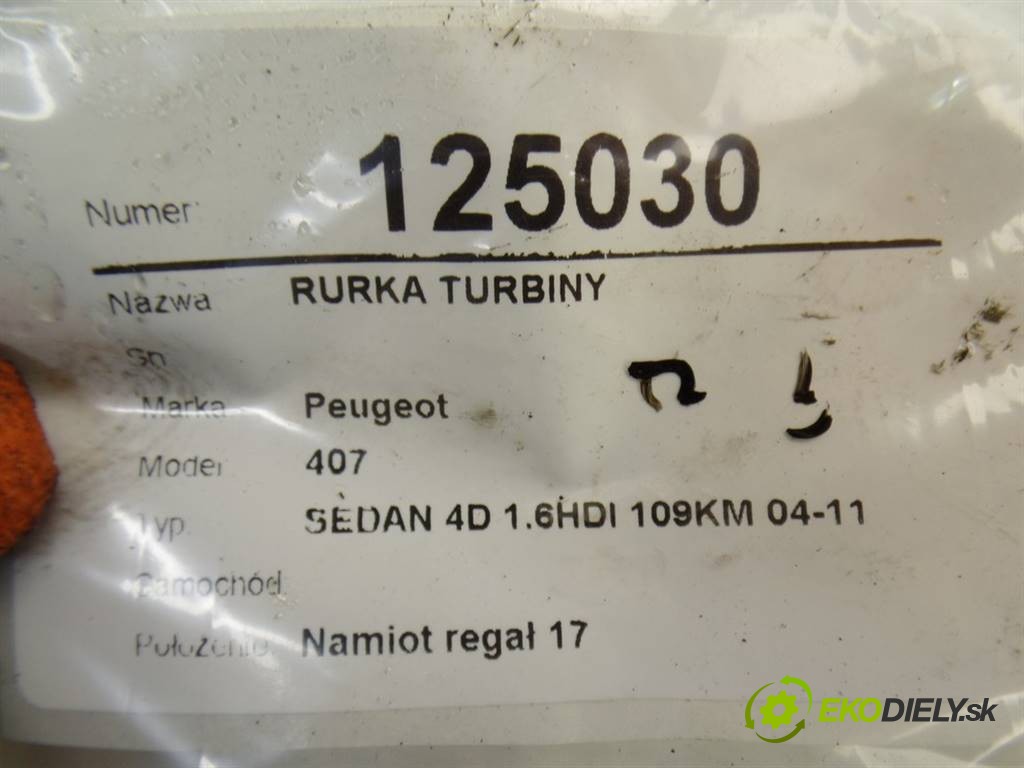 Numer: 125030
Nazwa RURKA TURBINY
sn
Marka Peugeot
Model 407
Typ SEDAN 4D 1.6HDI 109KM 04-11
Samochód
Położenie: Namiot regał 17
EKODIELY.sk